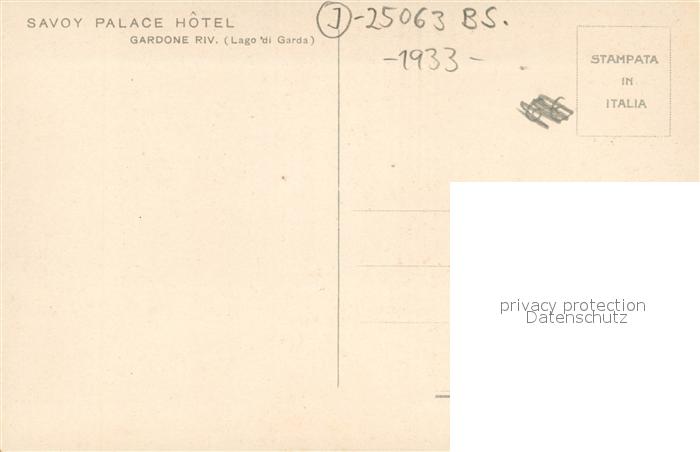 SAVOY PALACE HÔTEL
GARDONE RIV. (Lago di Garda)
(J)-25063 BS.
-1933-
STAMPATA
IN
ITALIA
privacy protection
Datenschutz